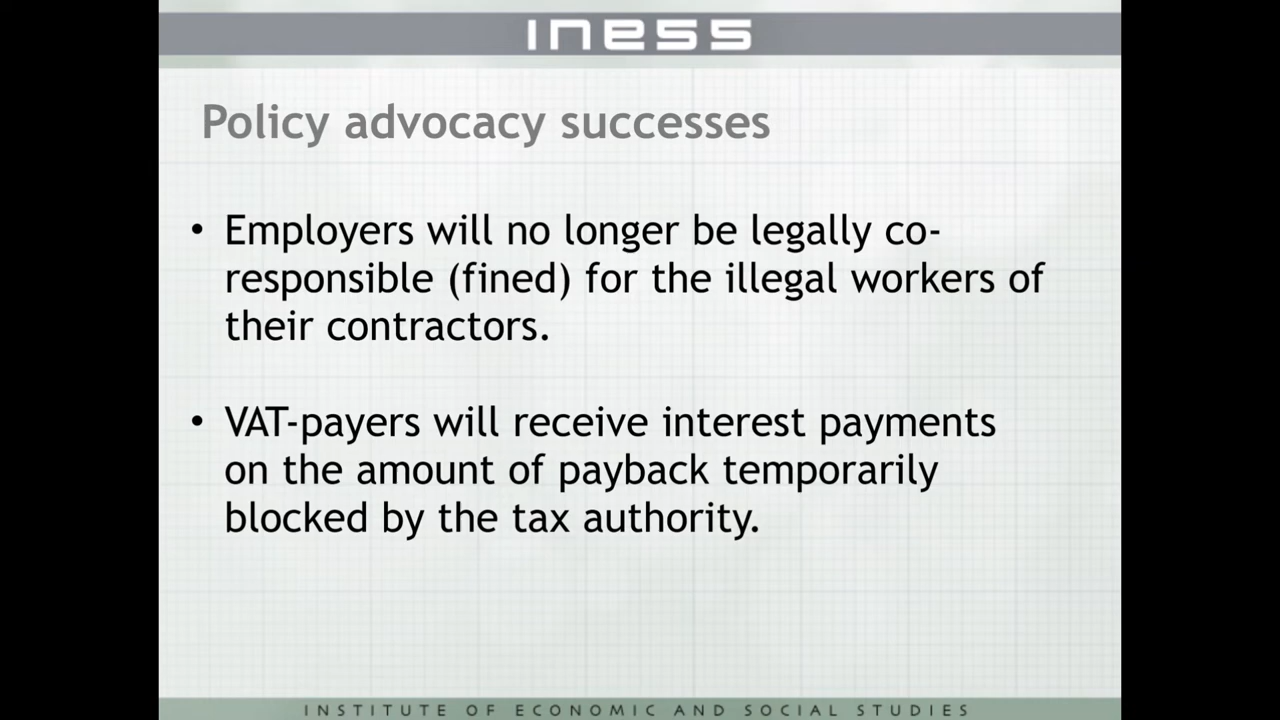 iness
Policy advocacy successes
• Employers will no longer be legally co-
responsible (fined) for the illegal workers of
their contractors.
• VAT-payers will receive interest payments
on the amount of payback temporarily
blocked by the tax authority.
INSTITUTE OF ECONOMIC AND SOCIAL STUDIES